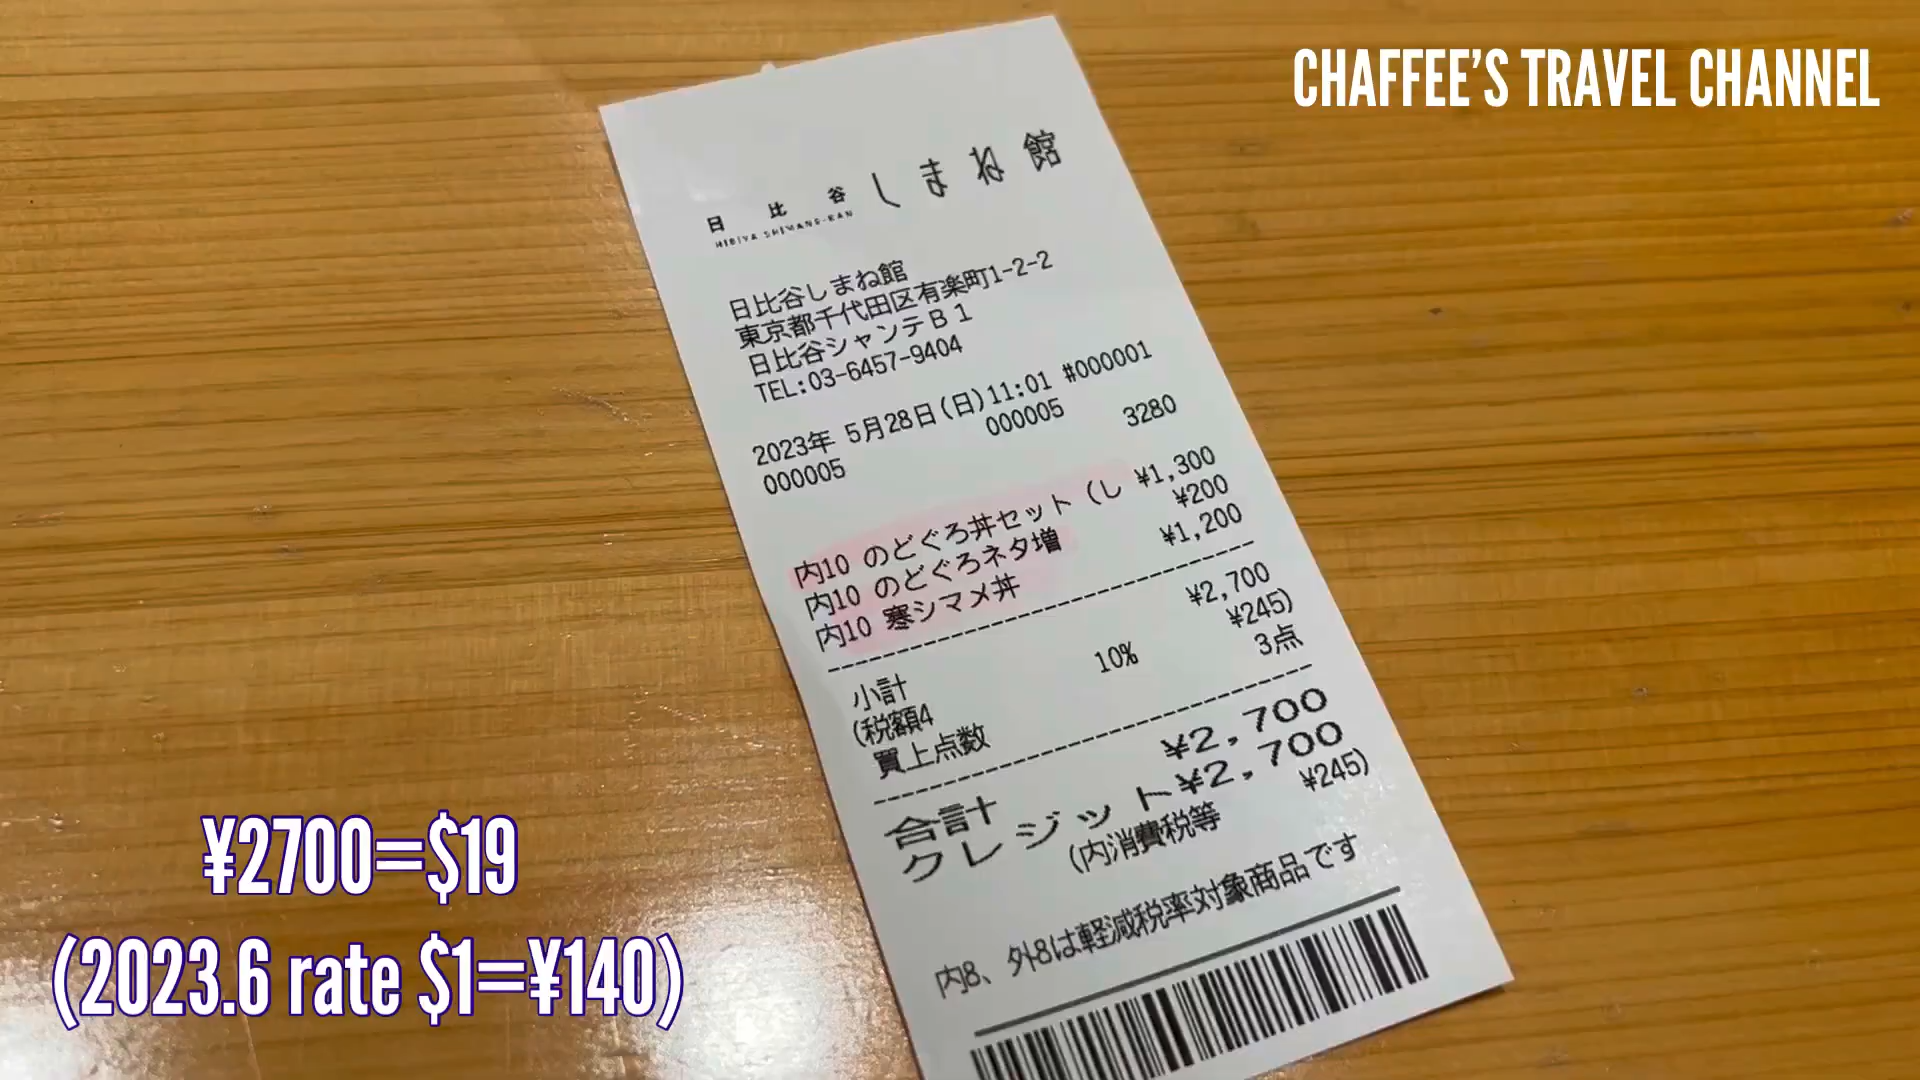 CHAFFEE'S TRAVEL CHANNEL
日比谷しまね館
HIBIYA SHIMANE-KAN
日比谷しまね館
東京都千代田区有楽町1-2-2
日比谷シャンテB1
TEL:03-6457-9404
2023年 5月28日(日)11:01 #000001
000005 000005 3280
内10 のどぐろ丼セット(し ¥1,300
内10 のどぐろネタ増 ¥200
内10 寒シマメ丼 ¥1,200
小計 ¥2,700
(税額4 10% ¥245)
買上点数 3点
合計 ¥2,700
クレジット ¥2,700
(内消費税等 ¥245)
内8、外8は軽減税率対象商品です
¥2700=$19
(2023.6 rate $1=¥140)